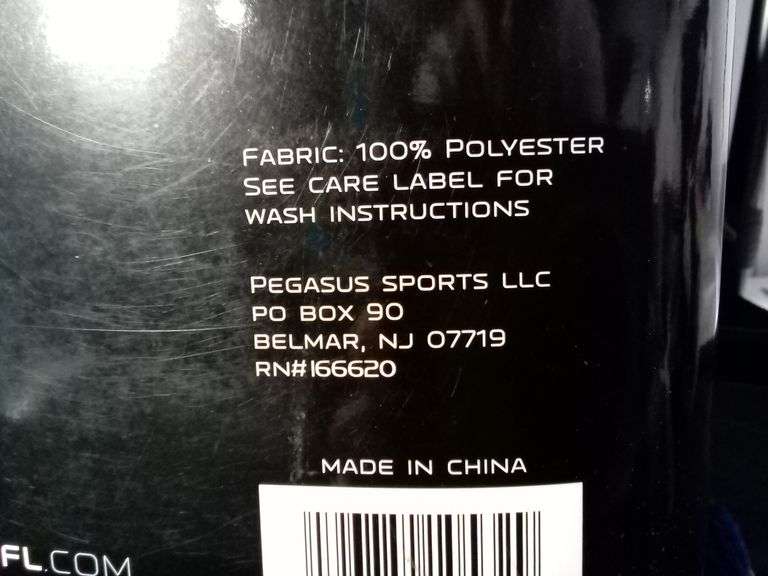 FABRIC: 100% POLYESTER
SEE CARE LABEL FOR
WASH INSTRUCTIONS
PEGASUS SPORTS LLC
PO BOX 90
BELMAR, NJ 07719
RN#166620
MADE IN CHINA
FL.COM